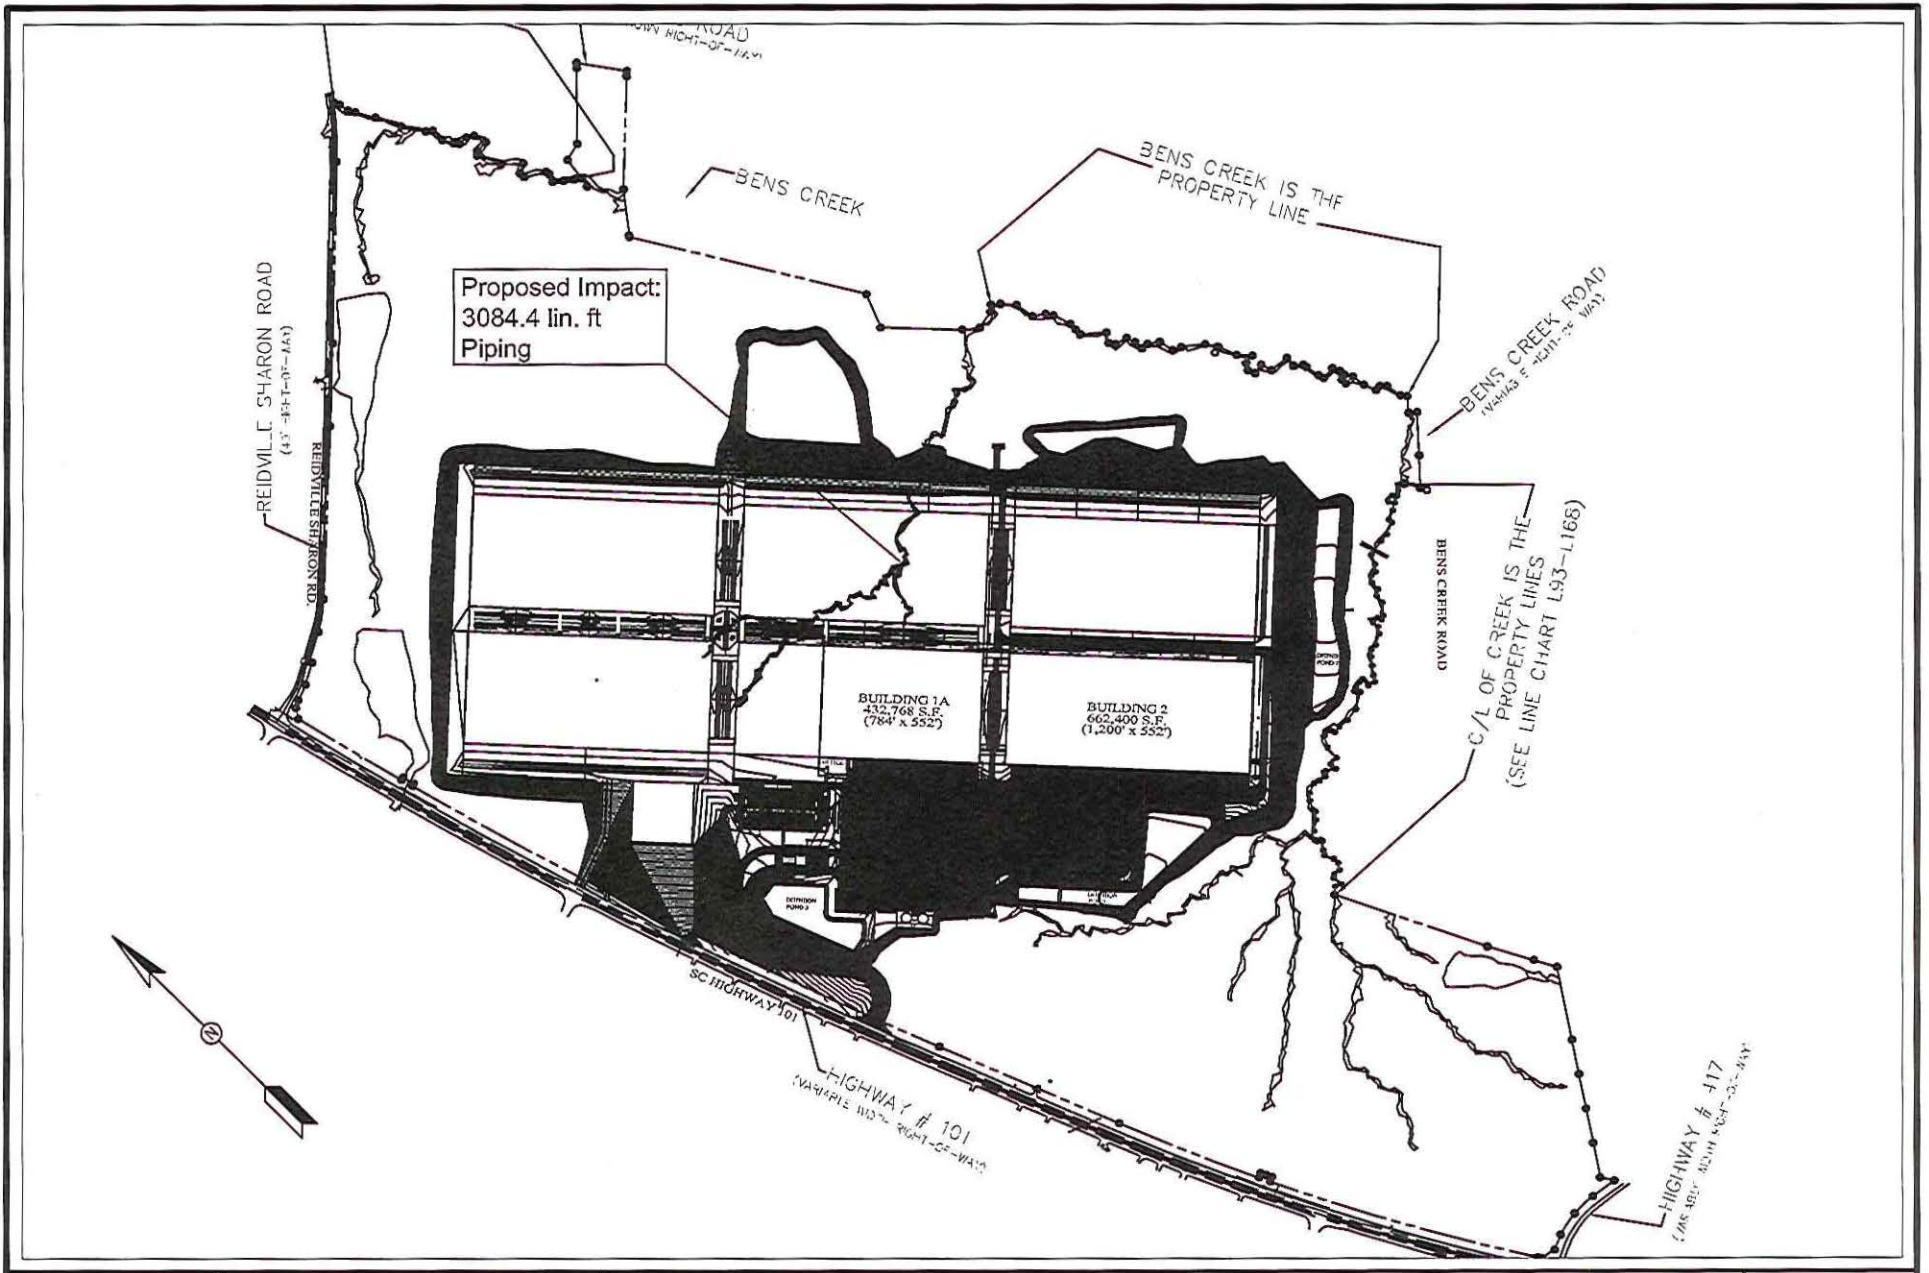 ROAD
BENS CREEK
BENS CREEK IS THE
PROPERTY LINE
BENS CREEK ROAD
Proposed Impact:
3084.4 lin. ft
Piping
REIDVILLE SHARON ROAD
REIDVILLE SHARON RD.
BENS CREEK ROAD
C/L OF CREEK IS THE
PROPERTY LINES
(SEE LINE CHART L93-L168)
BUILDING 1A
432,768 S.F.
(784' x 552')
BUILDING 2
662,400 S.F.
(1,200' x 552')
DETENTION
POND 3
SC HIGHWAY 101
HIGHWAY # 101
(VARIABLE WIDTH RIGHT-OF-WAY)
HIGHWAY #
N